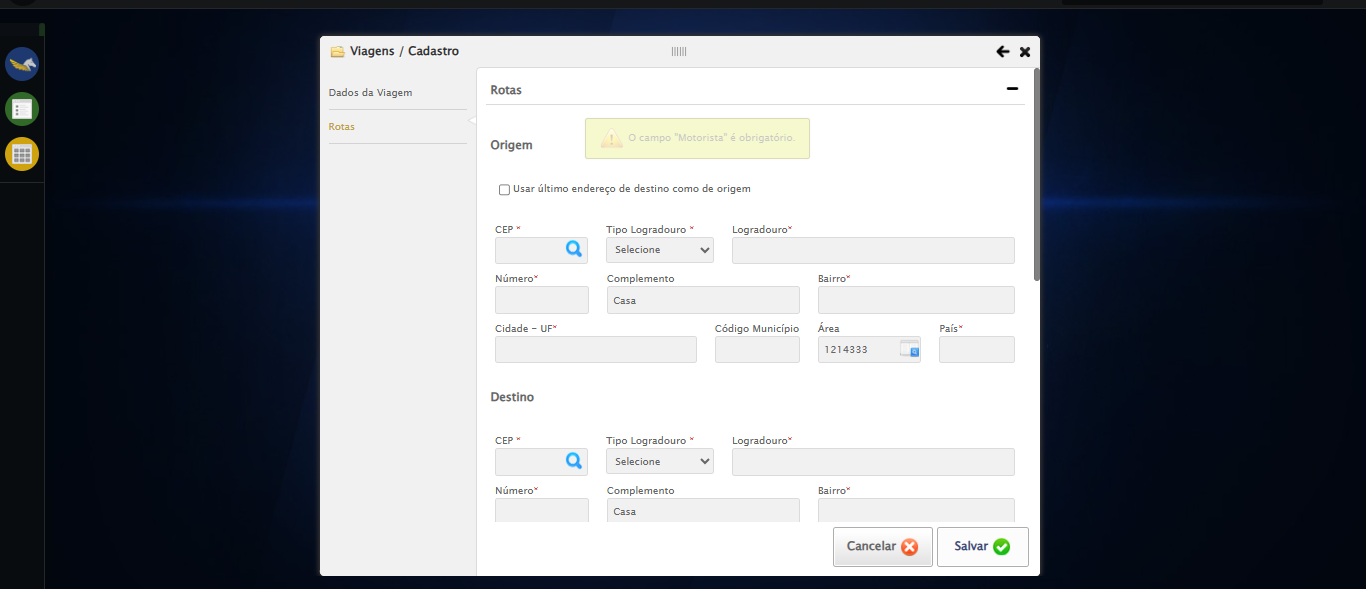 Viagens / Cadastro
Dados da Viagem
Rotas
Rotas
O campo "Motorista" é obrigatório.
Origem
Usar último endereço de destino como de origem
CEP * Tipo Logradouro * Logradouro*
Selecione
Número* Complemento Bairro*
Casa
Cidade - UF* Código Município Área País*
1214333
Destino
CEP * Tipo Logradouro * Logradouro*
Selecione
Número* Complemento Bairro*
Casa
Cancelar Salvar